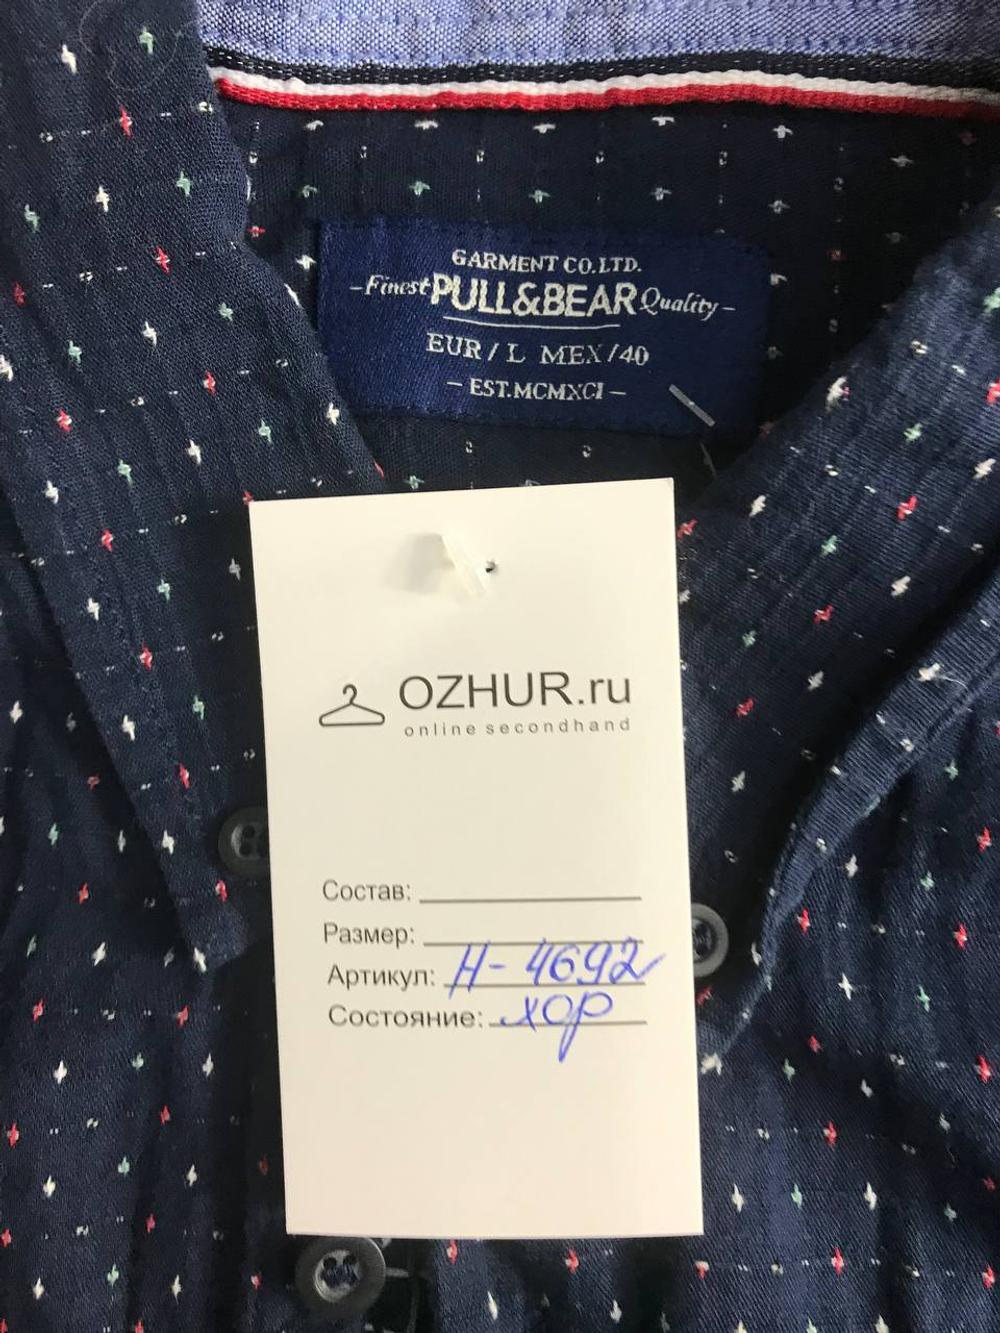 GARMENT CO.LTD.
–Finest PULL&BEAR Quality–
EUR/L MEX/40
– EST.MCMXCI –
OZHUR.ru
online secondhand
Состав:
Размер:
Артикул: Н-4692
Состояние: хор